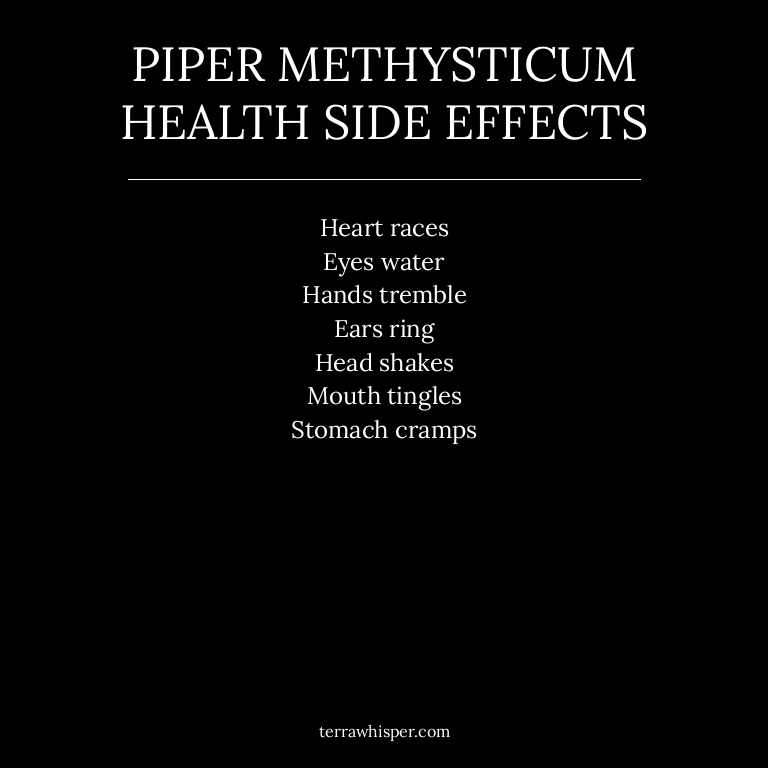 PIPER METHYSTICUM
HEALTH SIDE EFFECTS
Heart races
Eyes water
Hands tremble
Ears ring
Head shakes
Mouth tingles
Stomach cramps
terrawhisper.com